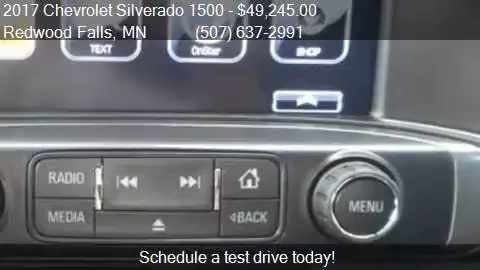 2017 Chevrolet Silverado 1500 - $49,245.00
Redwood Falls, MN (507) 637-2991
TEXT OnStar SHOP
RADIO
MEDIA BACK MENU
Schedule a test drive today!